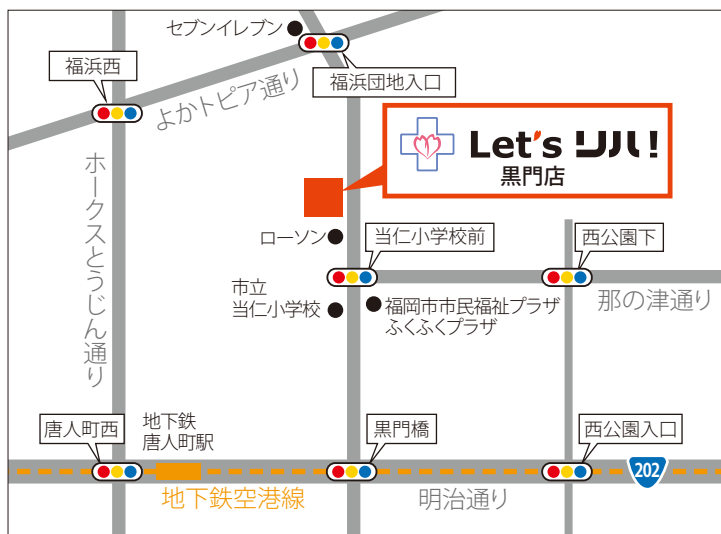 セブンイレブン
福浜西
福浜団地入口
よかトピア通り
Let's リハ!
黒門店
ホークスとうじん通り
ローソン
当仁小学校前
西公園下
市立
当仁小学校
福岡市市民福祉プラザ
ふくふくプラザ
那の津通り
唐人町西
地下鉄
唐人町駅
黒門橋
西公園入口
202
地下鉄空港線
明治通り